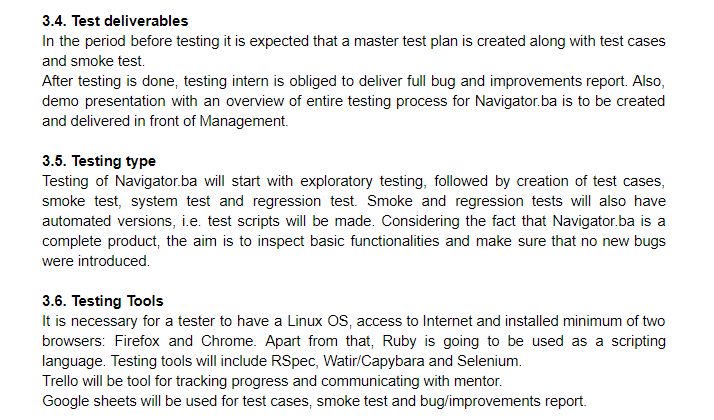 3.4. Test deliverables
In the period before testing it is expected that a master test plan is created along with test cases
and smoke test.
After testing is done, testing intern is obliged to deliver full bug and improvements report. Also,
demo presentation with an overview of entire testing process for Navigator.ba is to be created
and delivered in front of Management.
3.5. Testing type
Testing of Navigator.ba will start with exploratory testing, followed by creation of test cases,
smoke test, system test and regression test. Smoke and regression tests will also have
automated versions, i.e. test scripts will be made. Considering the fact that Navigator.ba is a
complete product, the aim is to inspect basic functionalities and make sure that no new bugs
were introduced.
3.6. Testing Tools
It is necessary for a tester to have a Linux OS, access to Internet and installed minimum of two
browsers: Firefox and Chrome. Apart from that, Ruby is going to be used as a scripting
language. Testing tools will include RSpec, Watir/Capybara and Selenium.
Trello will be tool for tracking progress and communicating with mentor.
Google sheets will be used for test cases, smoke test and bug/improvements report.